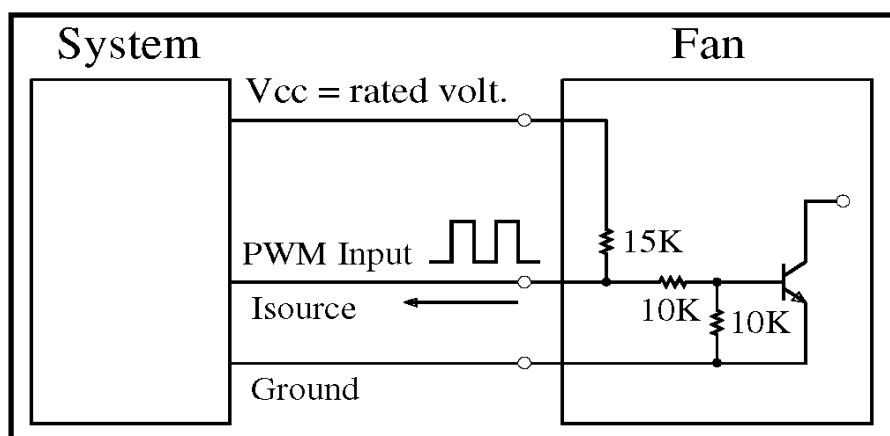 System
Fan
Vcc = rated volt.
15K
PWM Input
10K
10K
Isource
Ground